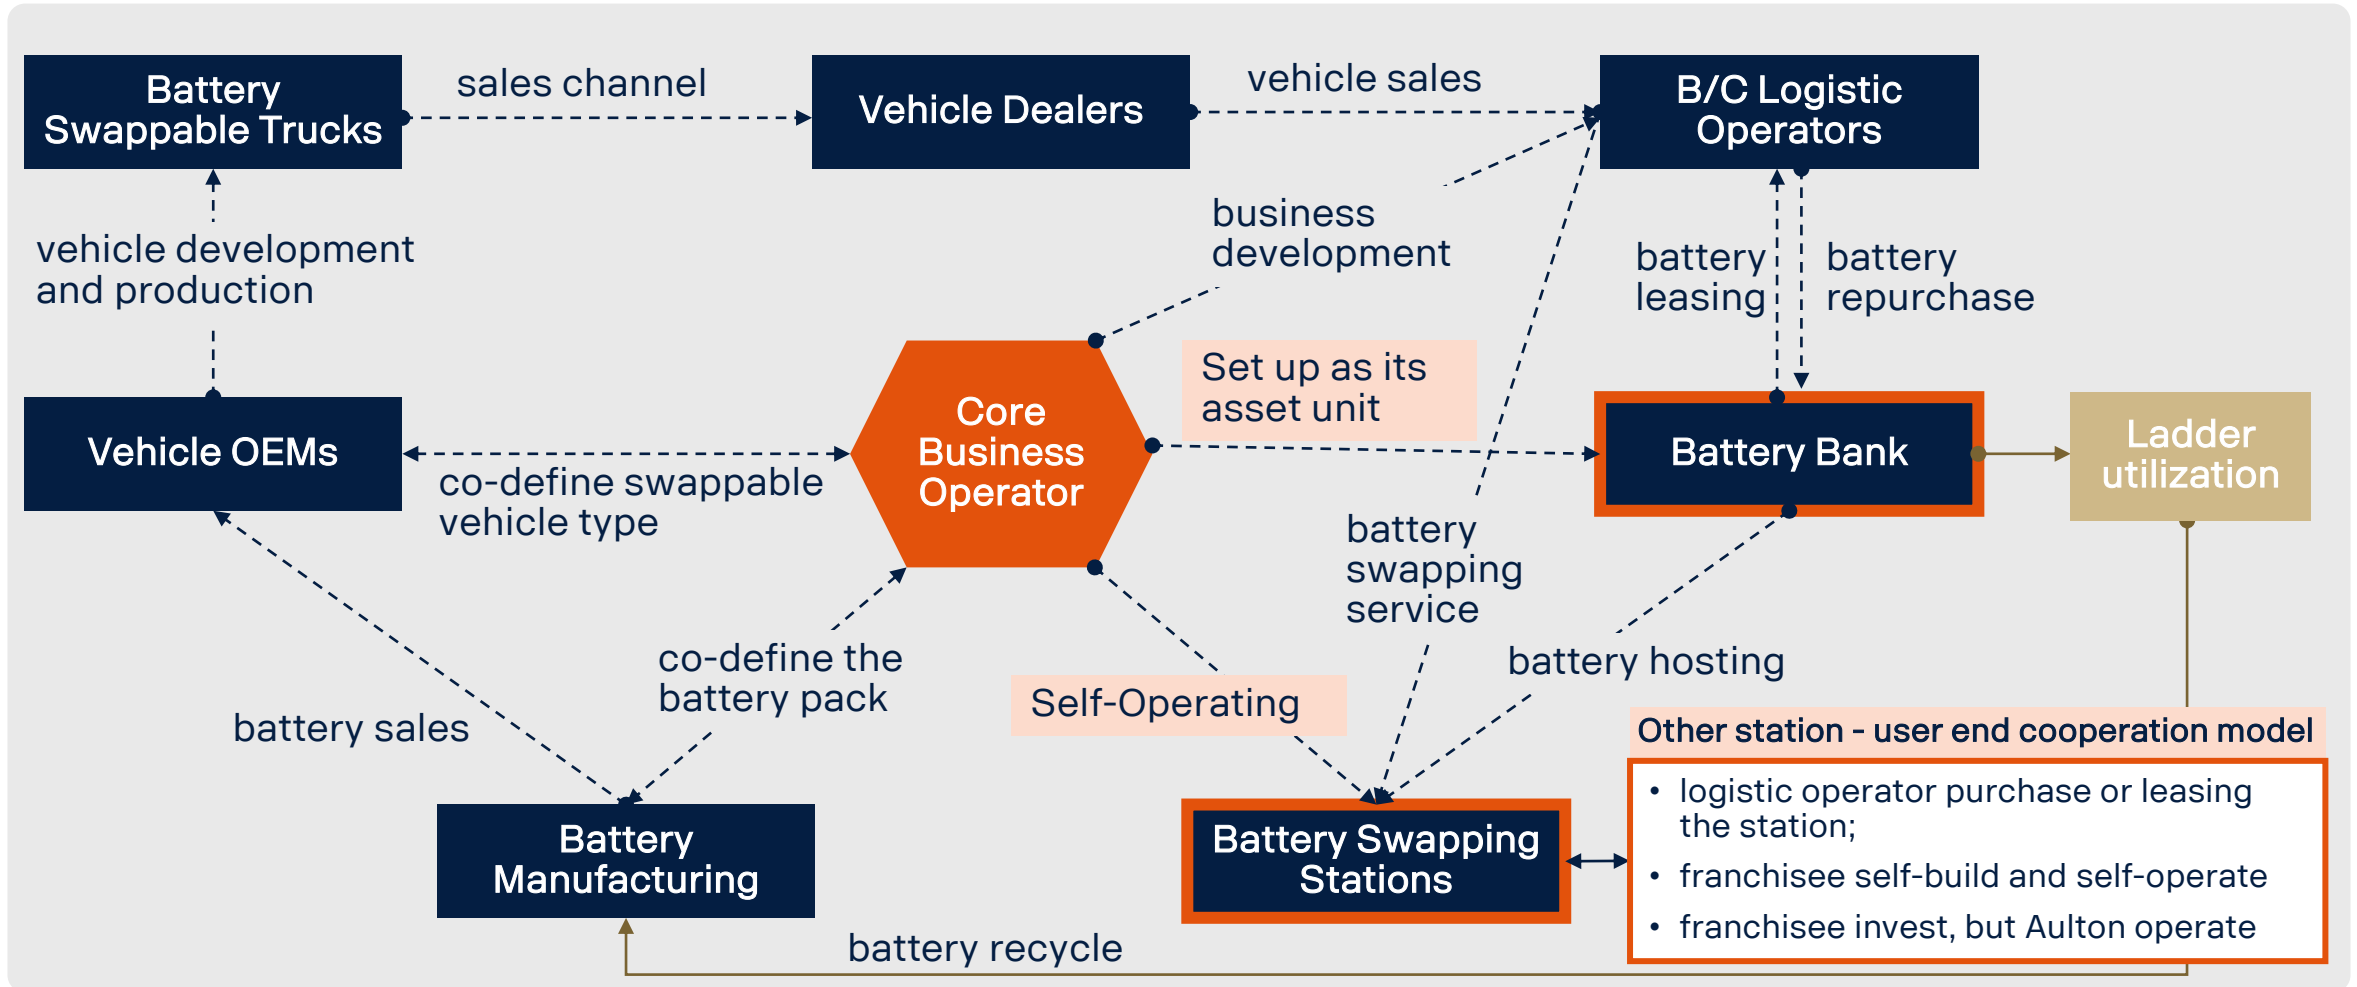 Battery
Swappable Trucks
sales channel
Vehicle Dealers
vehicle sales
B/C Logistic
Operators
vehicle development
and production
business
development
battery
leasing
battery
repurchase
Vehicle OEMs
co-define swappable
vehicle type
Core
Business
Operator
Set up as its
asset unit
Battery Bank
Ladder
utilization
battery
swapping
service
battery sales
co-define the
battery pack
Self-Operating
battery hosting
Other station - user end cooperation model
• logistic operator purchase or leasing
the station;
• franchisee self-build and self-operate
• franchisee invest, but Aulton operate
Battery
Manufacturing
Battery Swapping
Stations
battery recycle